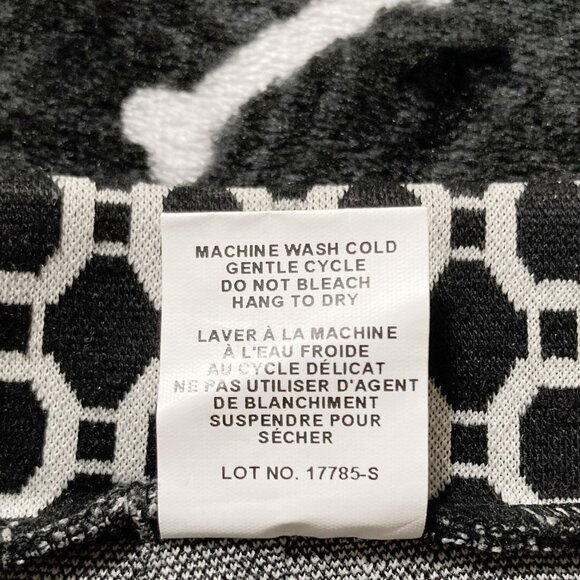 MACHINE WASH COLD
GENTLE CYCLE
DO NOT BLEACH
HANG TO DRY
LAVER À LA MACHINE
À L'EAU FROIDE
AU CYCLE DÉLICAT
NE PAS UTILISER D'AGENT
DE BLANCHIMENT
SUSPENDRE POUR
SÉCHER
LOT NO. 17785-S